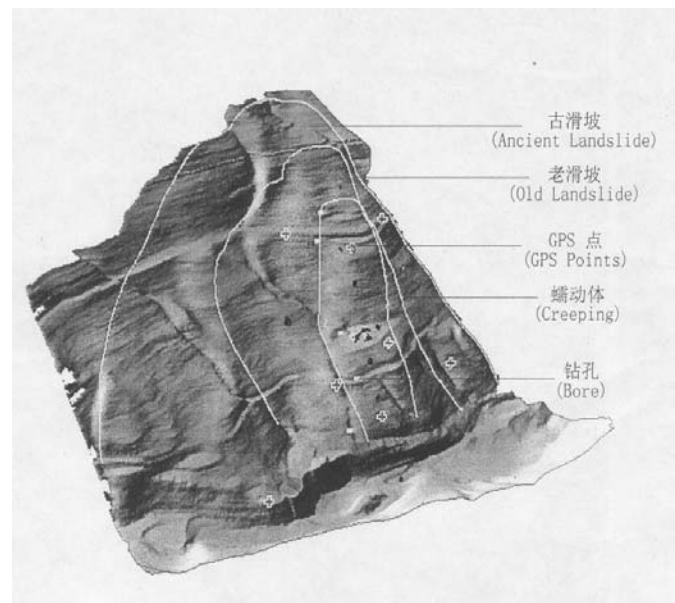 古滑坡
(Ancient Landslide)
老滑坡
(Old Landslide)
GPS 点
(GPS Points)
蠕动体
(Creeping)
钻孔
(Bore)